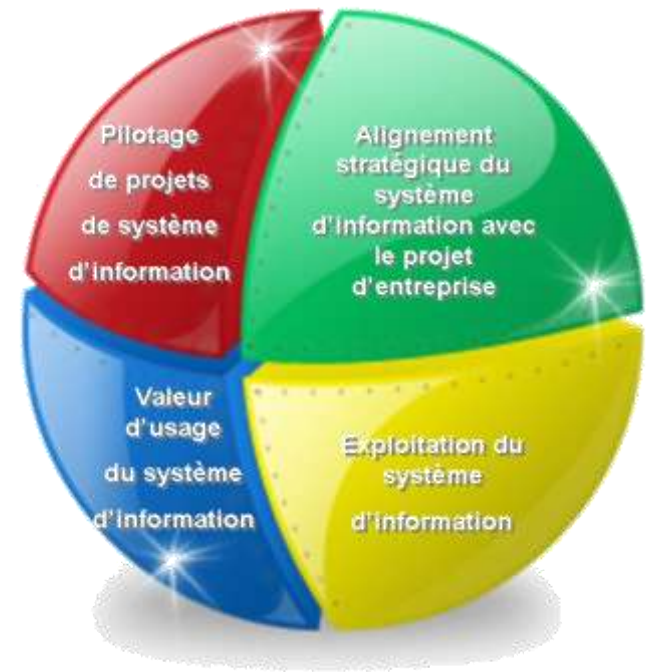 Pilotage
de projets
de système
d'information
Alignement
stratégique du
système
d'information avec
le projet
d'entreprise
Valeur
d'usage
du système
d'information
Exploitation du
système
d'information